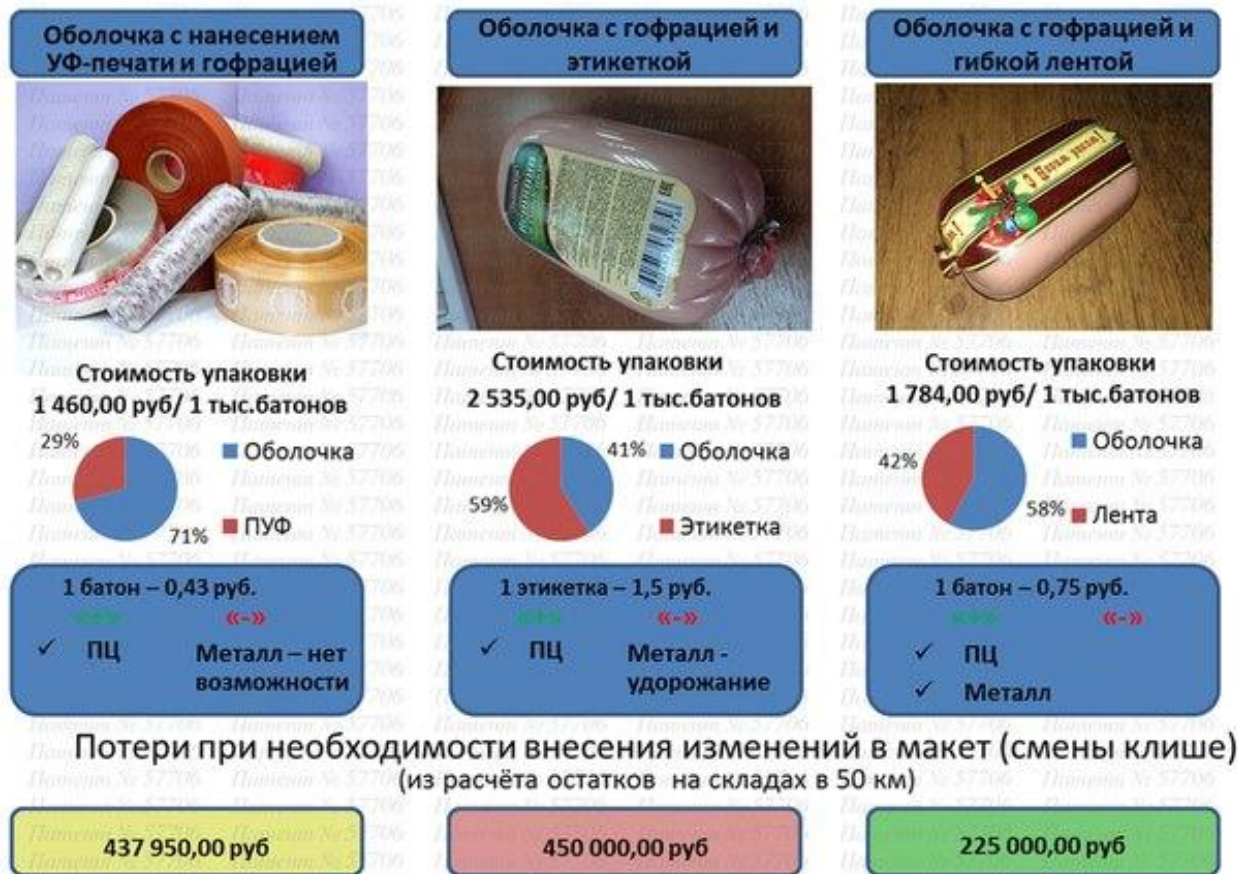 Оболочка с нанесением
УФ-печати и гофрацией
Оболочка с гофрацией и
этикеткой
Оболочка с гофрацией и
гибкой лентой
С Новым годом!
Стоимость упаковки
1 460,00 руб/ 1 тыс.батонов
29%
71%
Оболочка
ПУФ
Стоимость упаковки
2 535,00 руб/ 1 тыс.батонов
41%
59%
Оболочка
Этикетка
Стоимость упаковки
1 784,00 руб/ 1 тыс.батонов
42%
58%
Оболочка
Лента
1 батон – 0,43 руб.
«+» «-»
✓ ПЦ
Металл – нет
возможности
1 этикетка – 1,5 руб.
«+» «-»
✓ ПЦ
Металл -
удорожание
1 батон – 0,75 руб.
«+» «-»
✓ ПЦ
✓ Металл
Потери при необходимости внесения изменений в макет (смены клише)
(из расчёта остатков на складах в 50 км)
437 950,00 руб
450 000,00 руб
225 000,00 руб
Патент № 57706